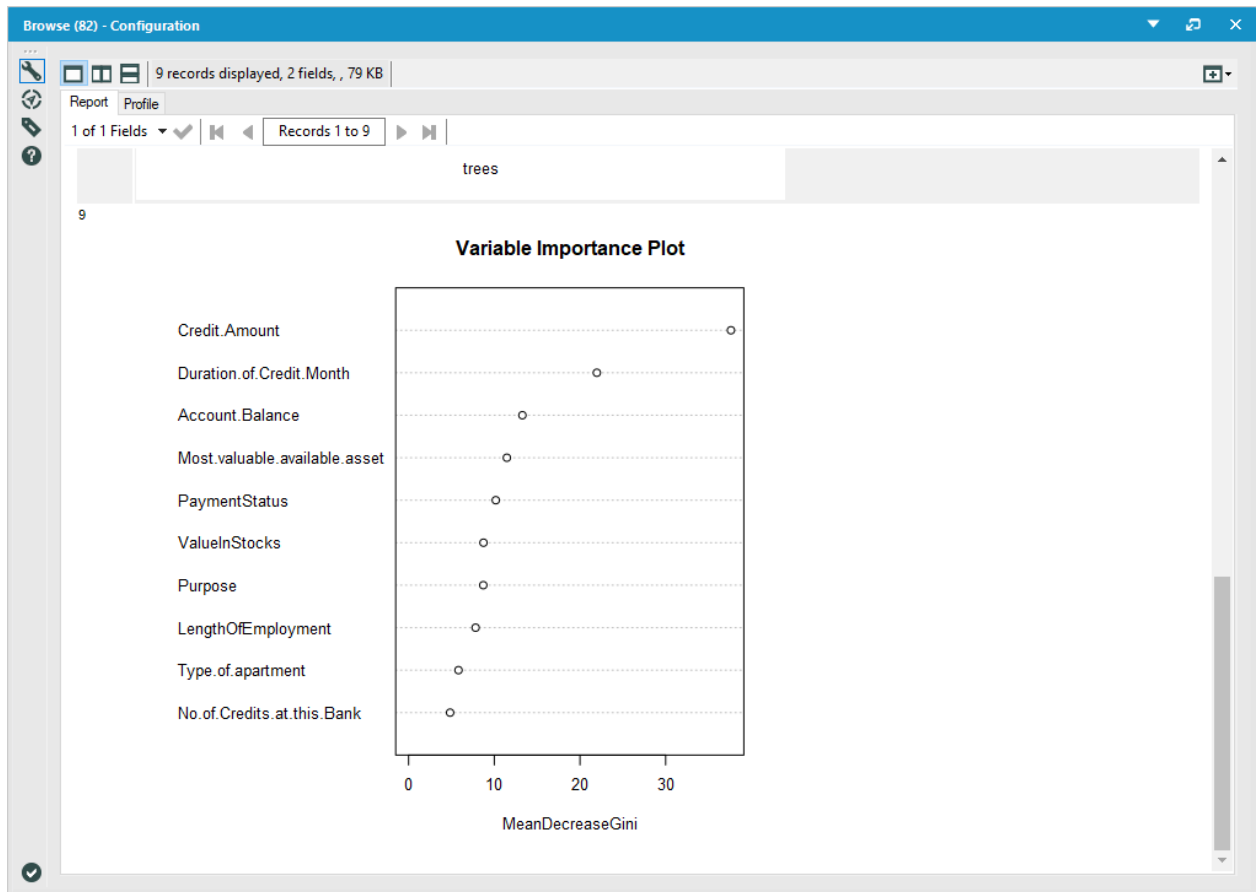 Browse (82) - Configuration
9 records displayed, 2 fields, , 79 KB
Report Profile
1 of 1 Fields Records 1 to 9
trees
9
Variable Importance Plot
Credit.Amount
Duration.of.Credit.Month
Account.Balance
Most.valuable.available.asset
PaymentStatus
ValueInStocks
Purpose
LengthOfEmployment
Type.of.apartment
No.of.Credits.at.this.Bank
0 10 20 30
MeanDecreaseGini